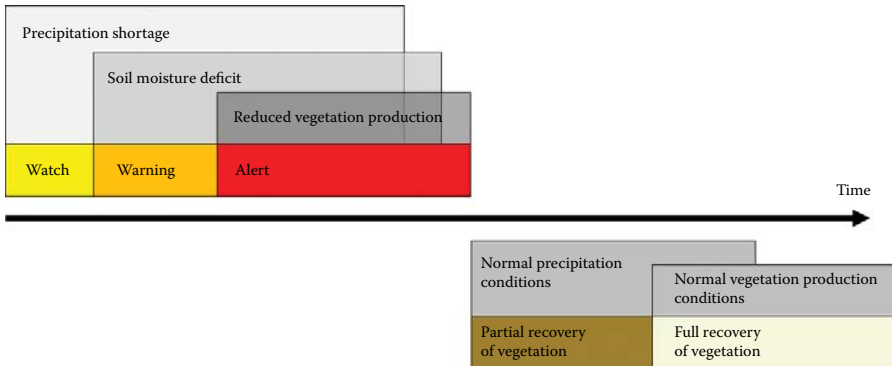 Precipitation shortage
Soil moisture deficit
Reduced vegetation production
Watch
Warning
Alert
Time
Normal precipitation
conditions
Normal vegetation production
conditions
Partial recovery
of vegetation
Full recovery
of vegetation